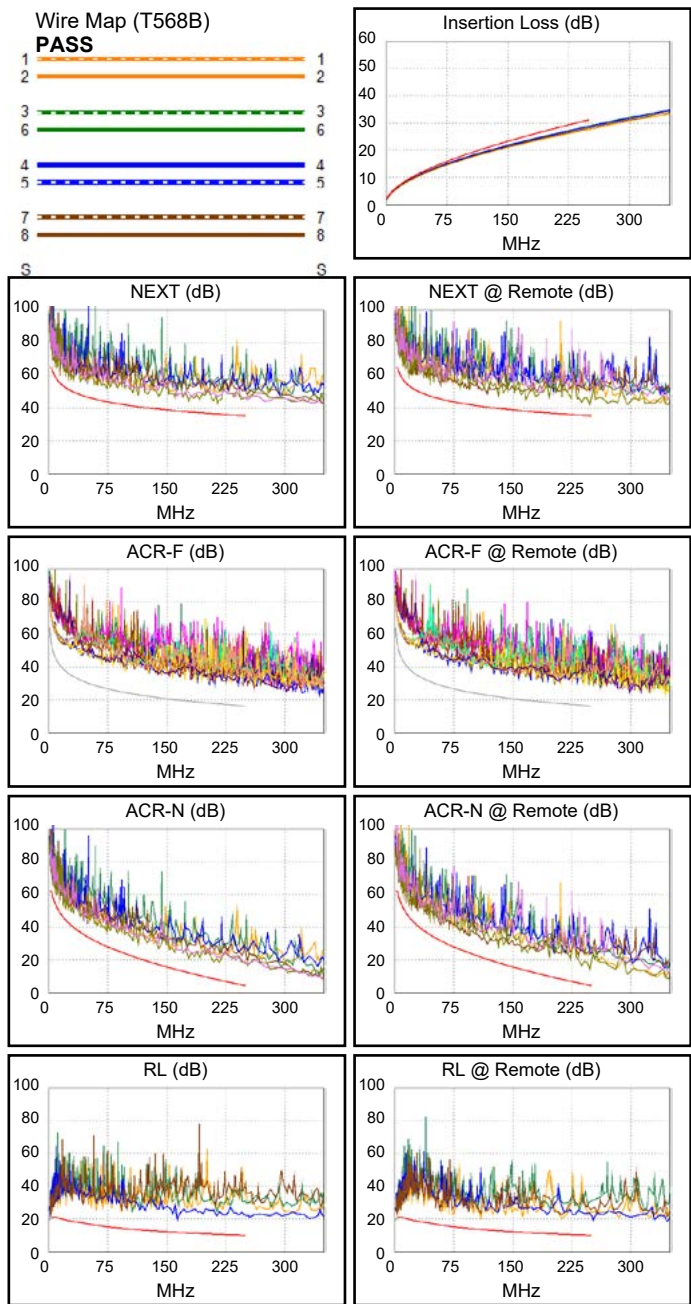 Wire Map (T568B)
PASS
1 1
2 2
3 3
6 6
4 4
5 5
7 7
8 8
S S
Insertion Loss (dB)
60
50
40
30
20
10
0
0 75 150 225 300
MHz
NEXT (dB)
100
80
60
40
20
0
0 75 150 225 300
MHz
NEXT @ Remote (dB)
100
80
60
40
20
0
0 75 150 225 300
MHz
ACR-F (dB)
100
80
60
40
20
0
0 75 150 225 300
MHz
ACR-F @ Remote (dB)
100
80
60
40
20
0
0 75 150 225 300
MHz
ACR-N (dB)
100
80
60
40
20
0
0 75 150 225 300
MHz
ACR-N @ Remote (dB)
100
80
60
40
20
0
0 75 150 225 300
MHz
RL (dB)
100
80
60
40
20
0
0 75 150 225 300
MHz
RL @ Remote (dB)
100
80
60
40
20
0
0 75 150 225 300
MHz